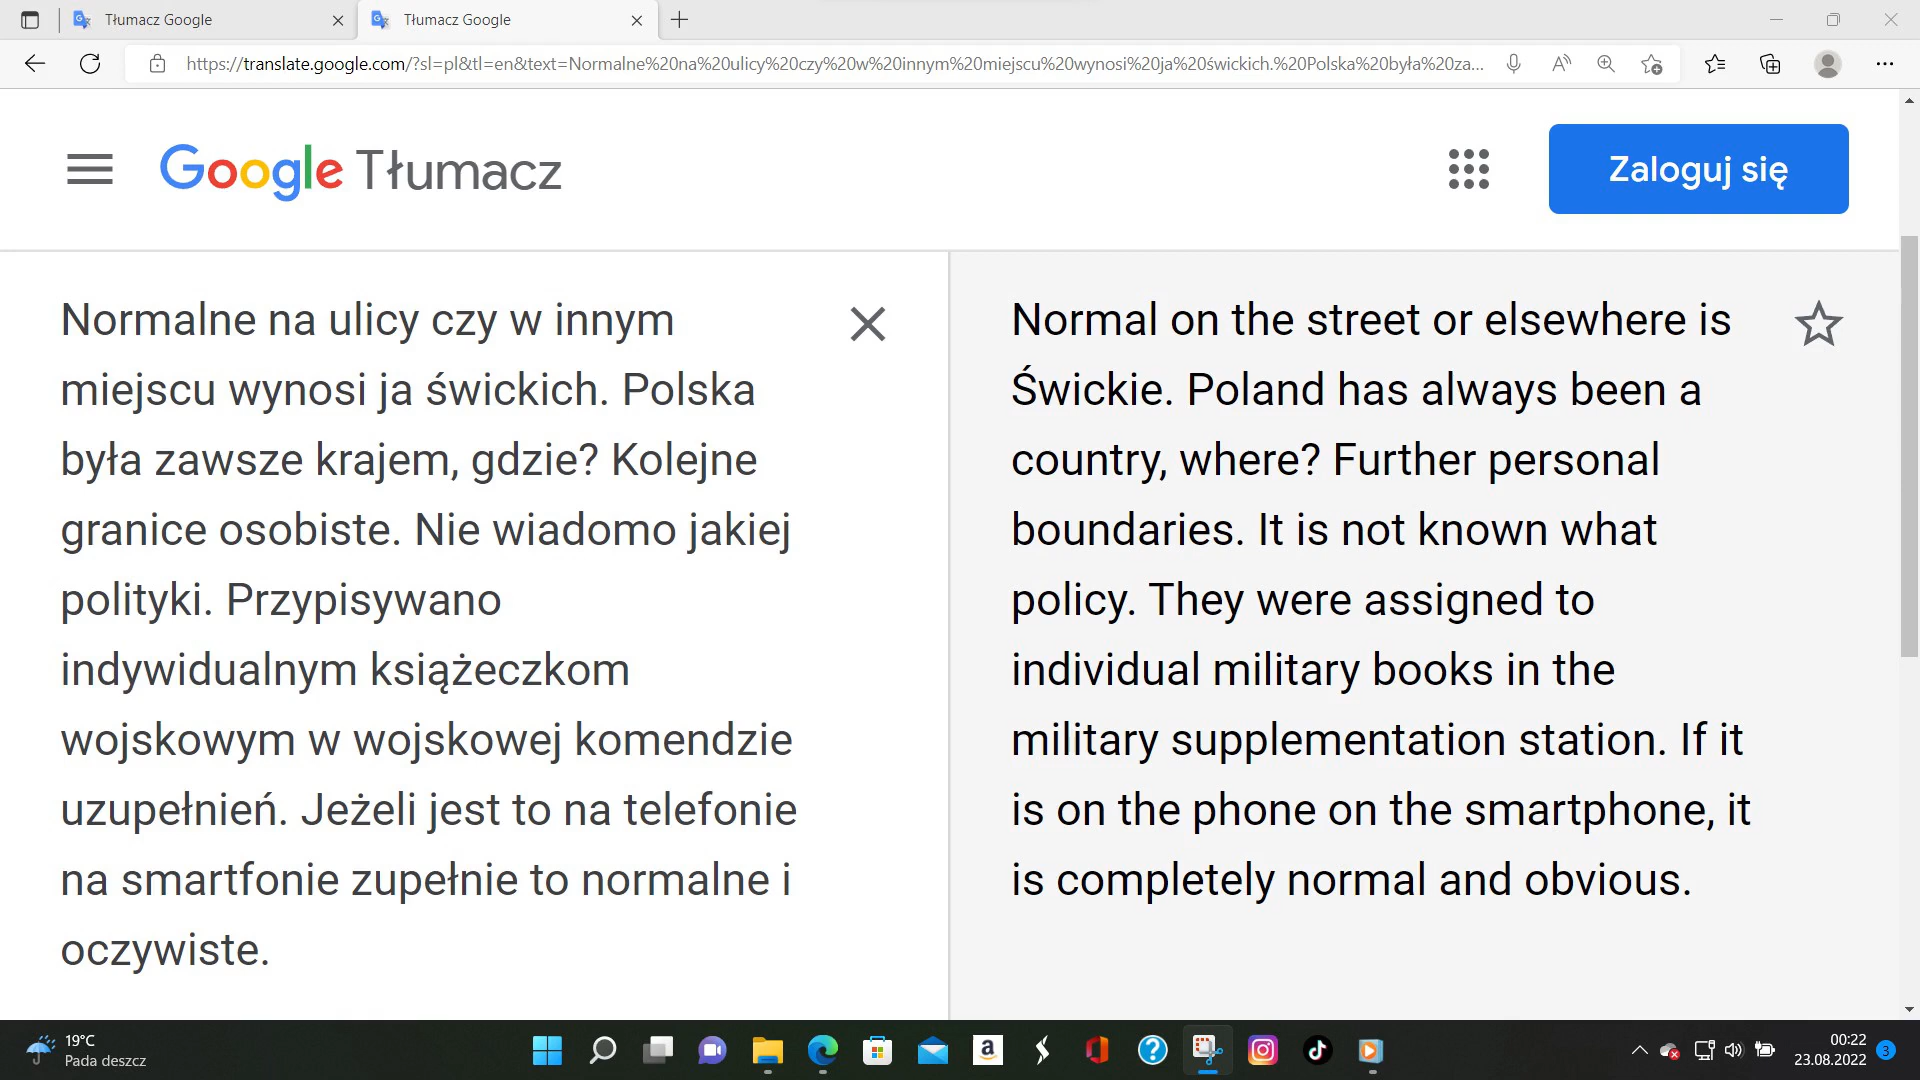 Tłumacz Google
Tłumacz Google
https://translate.google.com/?sl=pl&tl=en&text=Normalne%20na%20ulicy%20czy%20w%20innym%20miejscu%20wynosi%20ja%20świckich.%20Polska%20była%20za...
Google Tłumacz
Zaloguj się
Normalne na ulicy czy w innym
miejscu wynosi ja świckich. Polska
była zawsze krajem, gdzie? Kolejne
granice osobiste. Nie wiadomo jakiej
polityki. Przypisywano
indywidualnym książeczkom
wojskowym w wojskowej komendzie
uzupełnień. Jeżeli jest to na telefonie
na smartfonie zupełnie to normalne i
oczywiste.
Normal on the street or elsewhere is
Świckie. Poland has always been a
country, where? Further personal
boundaries. It is not known what
policy. They were assigned to
individual military books in the
military supplementation station. If it
is on the phone on the smartphone, it
is completely normal and obvious.
19°C
Pada deszcz
00:22
23.08.2022
3